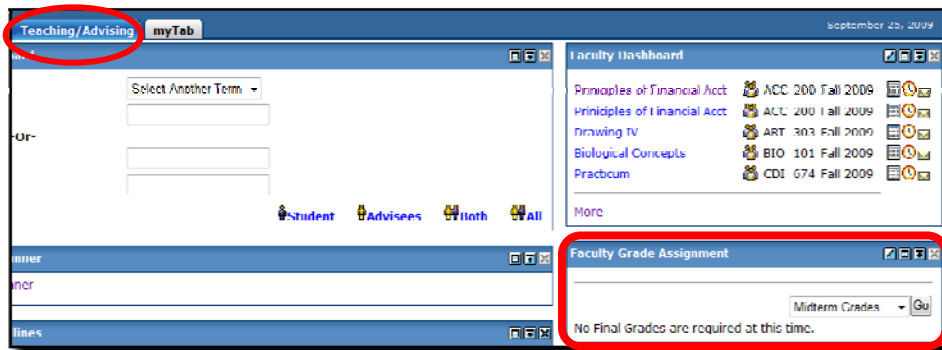 Teaching/Advising myTab September 25, 2009
Select Another Term
-Or-
Student Advisees Both All
nner
nner
lines
Faculty Dashboard
Priniciples of Financial Acct ACC 200 Fall 2009
Priniciples of Financial Acct ACC 200 Fall 2009
Drawing IV ART 303 Fall 2009
Biological Concepts BIO 101 Fall 2009
Practicum CDI 674 Fall 2009
More
Faculty Grade Assignment
Midterm Grades Go
No Final Grades are required at this time.